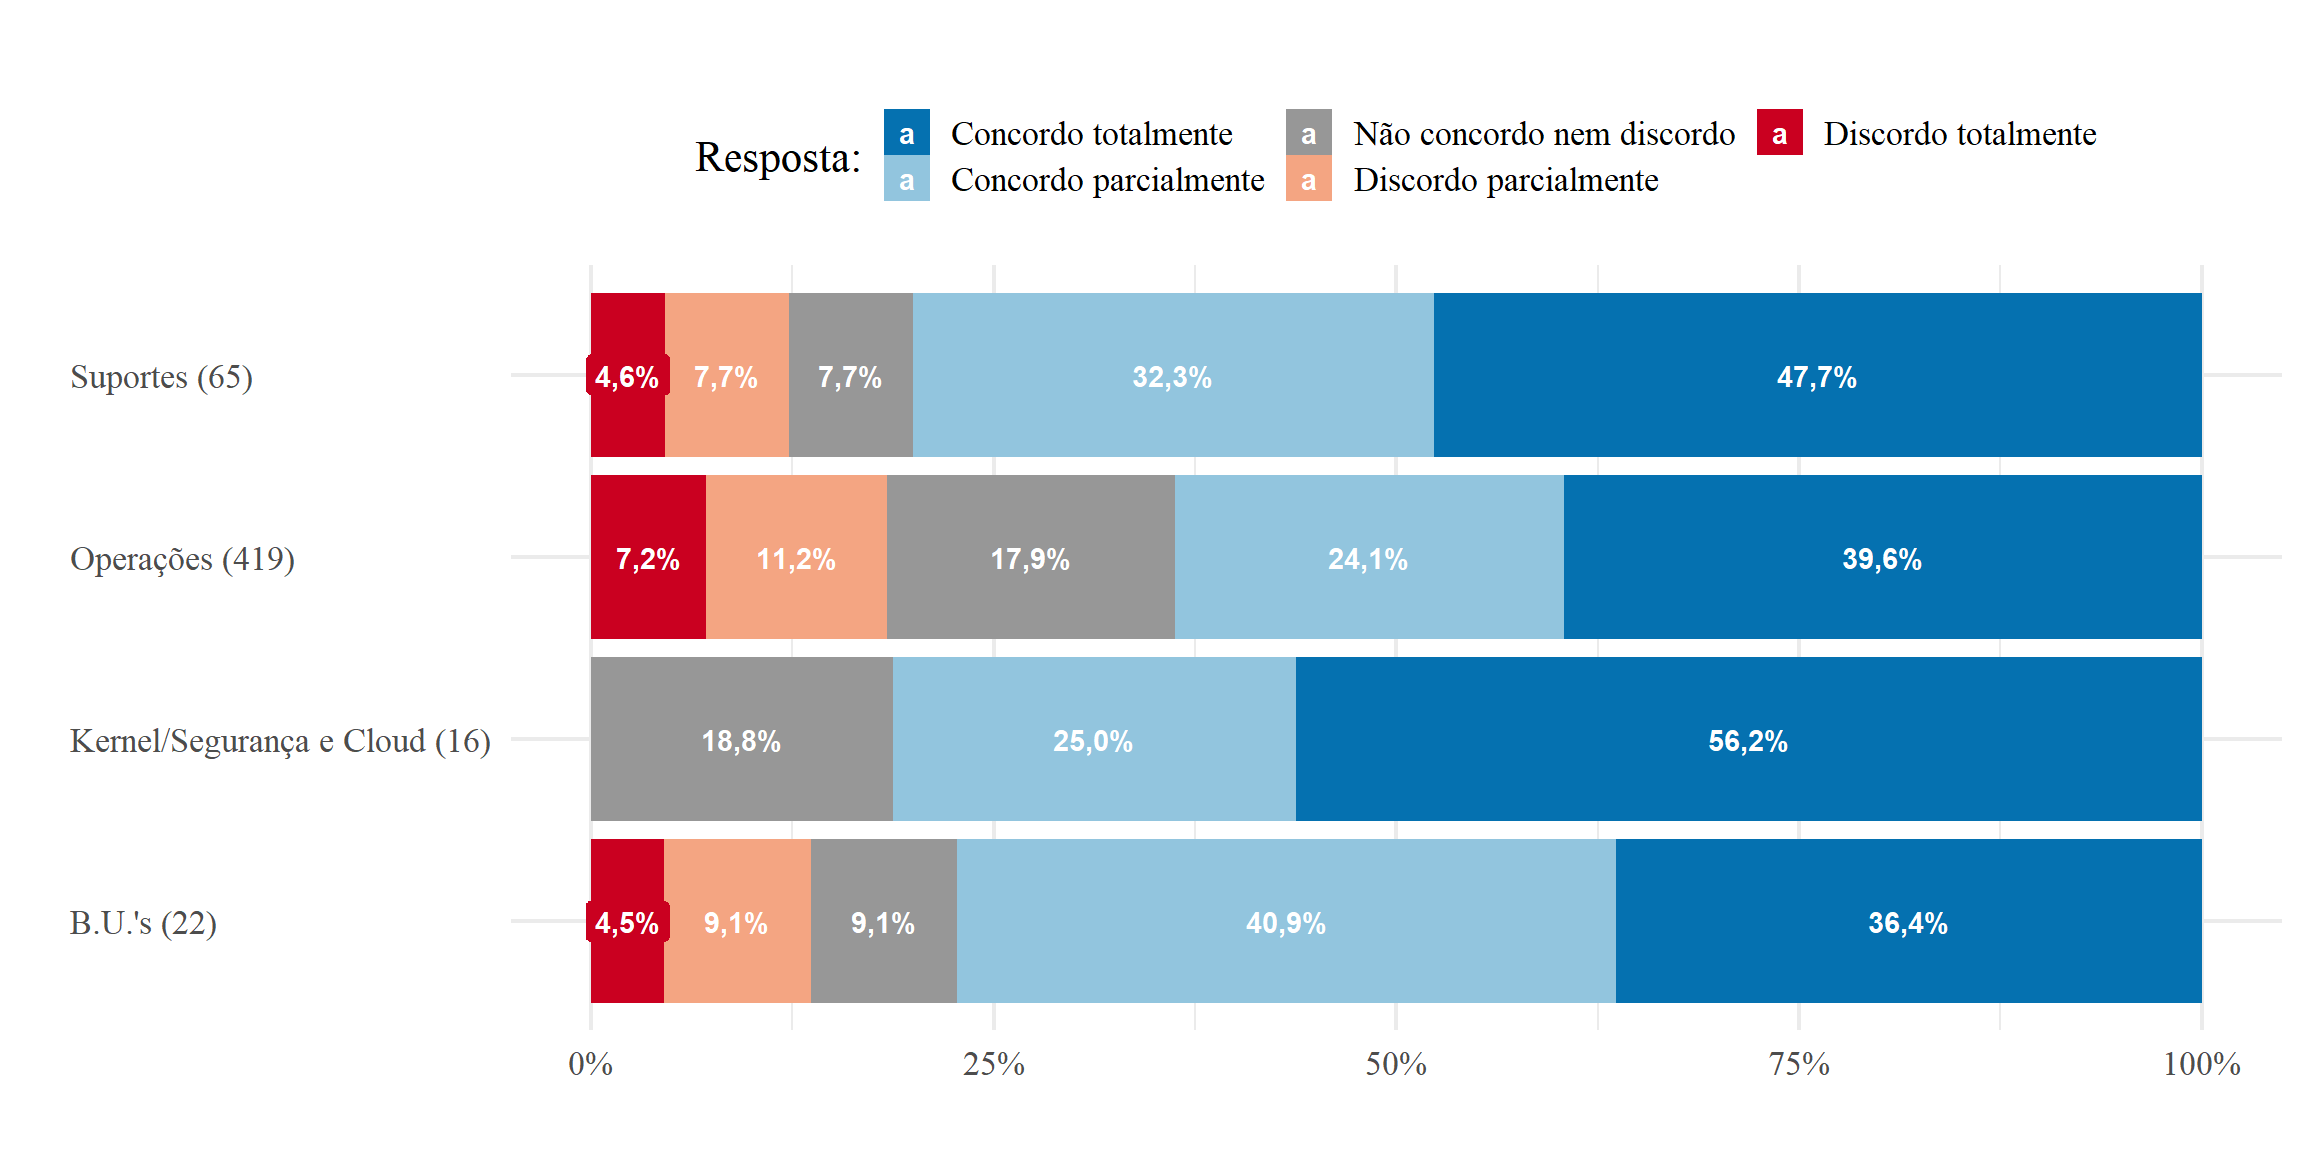 Resposta:
a Concordo totalmente
a Concordo parcialmente
a Não concordo nem discordo
a Discordo parcialmente
a Discordo totalmente
Suportes (65) 4,6% 7,7% 7,7% 32,3% 47,7%
Operações (419) 7,2% 11,2% 17,9% 24,1% 39,6%
Kernel/Segurança e Cloud (16) 18,8% 25,0% 56,2%
B.U.'s (22) 4,5% 9,1% 9,1% 40,9% 36,4%
0% 25% 50% 75% 100%